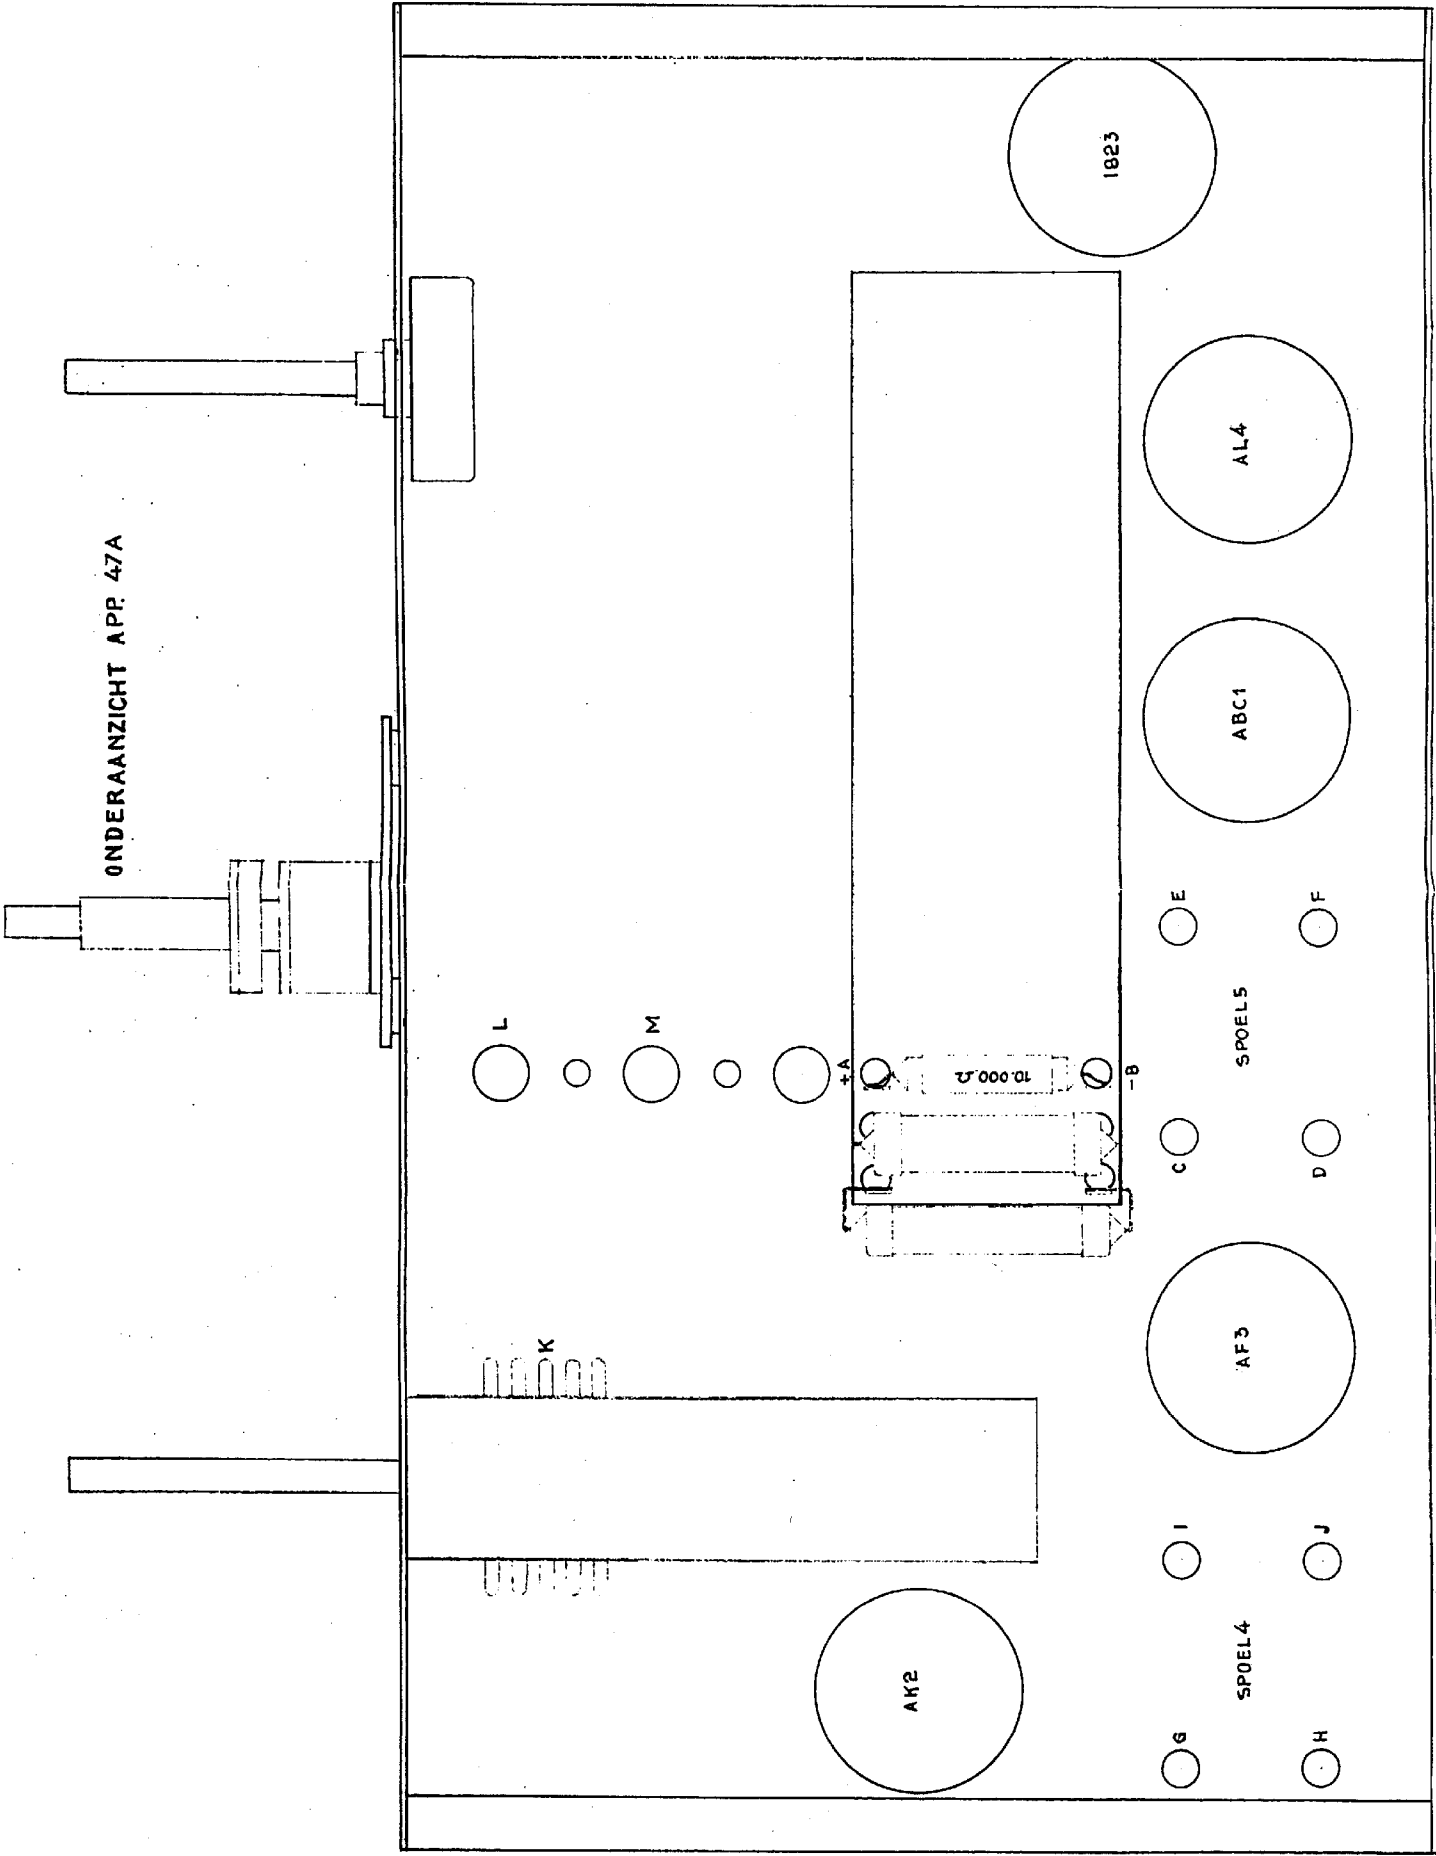 ONDERAANZICHT APP. 47A
L
M
K
+A
10.000 Ω
-B
1823
AL4
ABC1
E
F
SPOEL5
C
D
AF3
I
J
SPOEL4
G
H
AK2